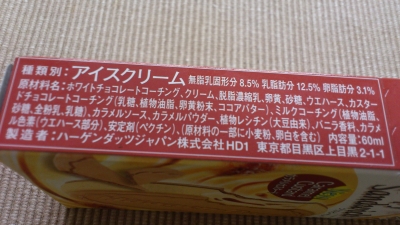 種類別：アイスクリーム 無脂乳固形分 8.5% 乳脂肪分 12.5% 卵脂肪分 3.1%
原材料名：ホワイトチョコレートコーチング、クリーム、脱脂濃縮乳、卵黄、砂糖、ウエハース、カスター
ドチョコレートコーチング(乳糖、植物油脂、卵黄粉末、ココアバター)、ミルクコーチング(植物油脂、
砂糖、全粉乳、乳糖)、カラメルソース、カラメルパウダー、植物レシチン(大豆由来)、バニラ香料、カラ
メル色素(ウエハース部分)、安定剤(ペクチン)、(原材料の一部に小麦粉、卵白を含む) 内容量：60ml
製造者：ハーゲンダッツジャパン株式会社HD1 東京都目黒区上目黒2-1-1